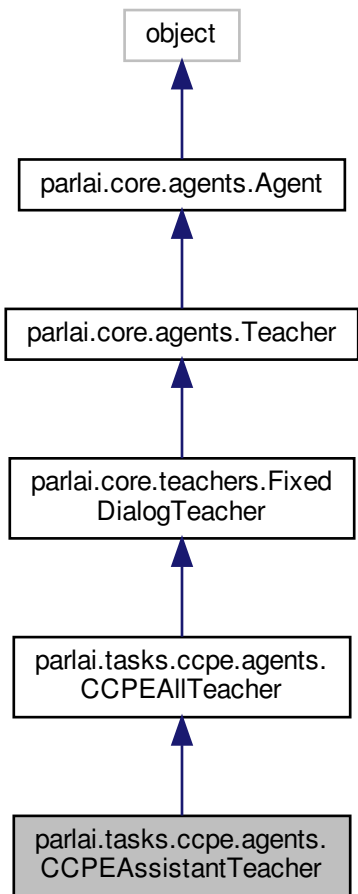 object
parlai.core.agents.Agent
parlai.core.agents.Teacher
parlai.core.teachers.Fixed
DialogTeacher
parlai.tasks.ccpe.agents.
CCPEAllTeacher
parlai.tasks.ccpe.agents.
CCPEAssistantTeacher